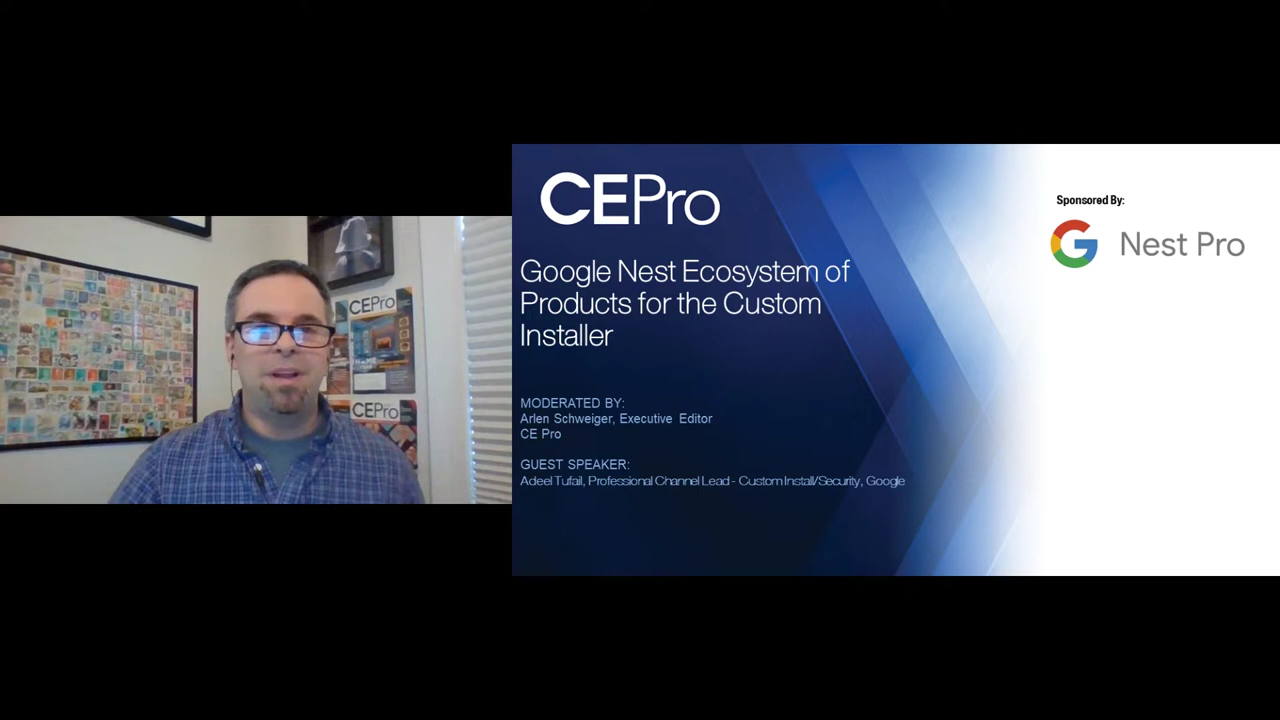 CEPro
CEPro
CEPro
Google Nest Ecosystem of
Products for the Custom
Installer
MODERATED BY:
Arlen Schweiger, Executive Editor
CE Pro
GUEST SPEAKER:
Adeel Tufail, Professional Channel Lead - Custom Install/Security, Google
Sponsored By:
G Nest Pro